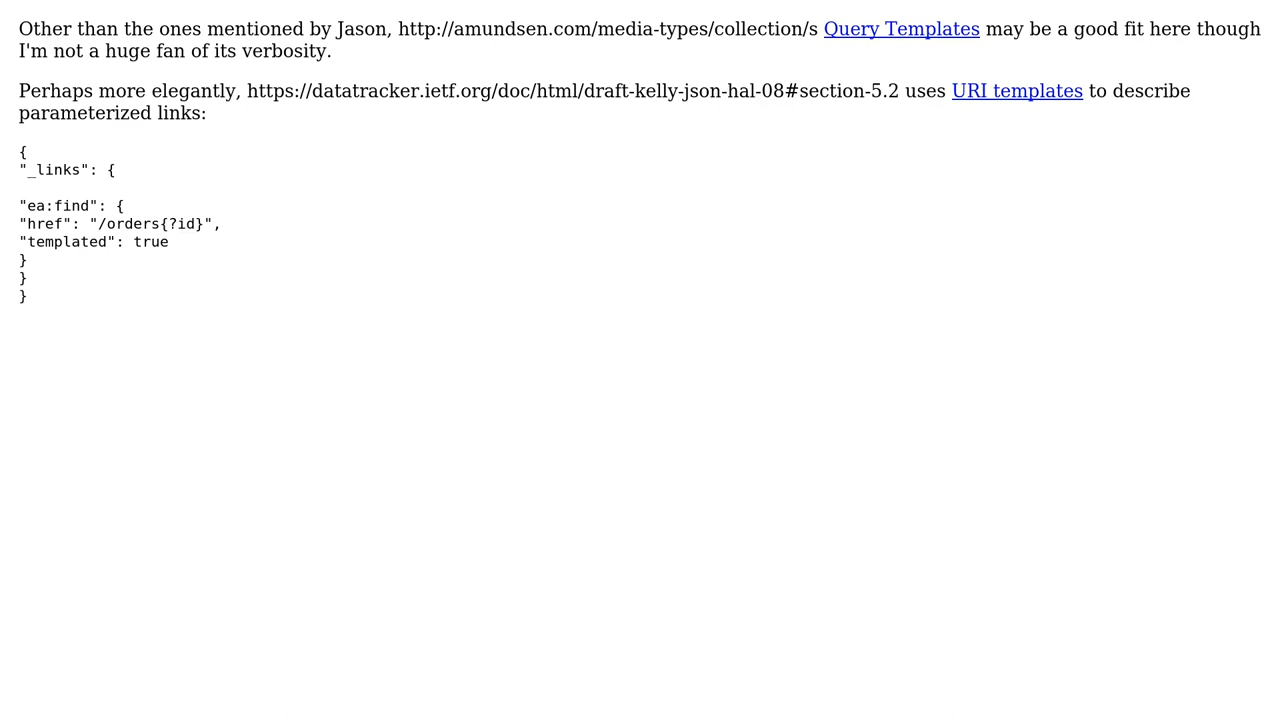 Other than the ones mentioned by Jason, http://amundsen.com/media-types/collection/s Query Templates may be a good fit here though
I'm not a huge fan of its verbosity.
Perhaps more elegantly, https://datatracker.ietf.org/doc/html/draft-kelly-json-hal-08#section-5.2 uses URI templates to describe
parameterized links:
{
"_links": {
"ea:find": {
"href": "/orders{?id}",
"templated": true
}
}
}